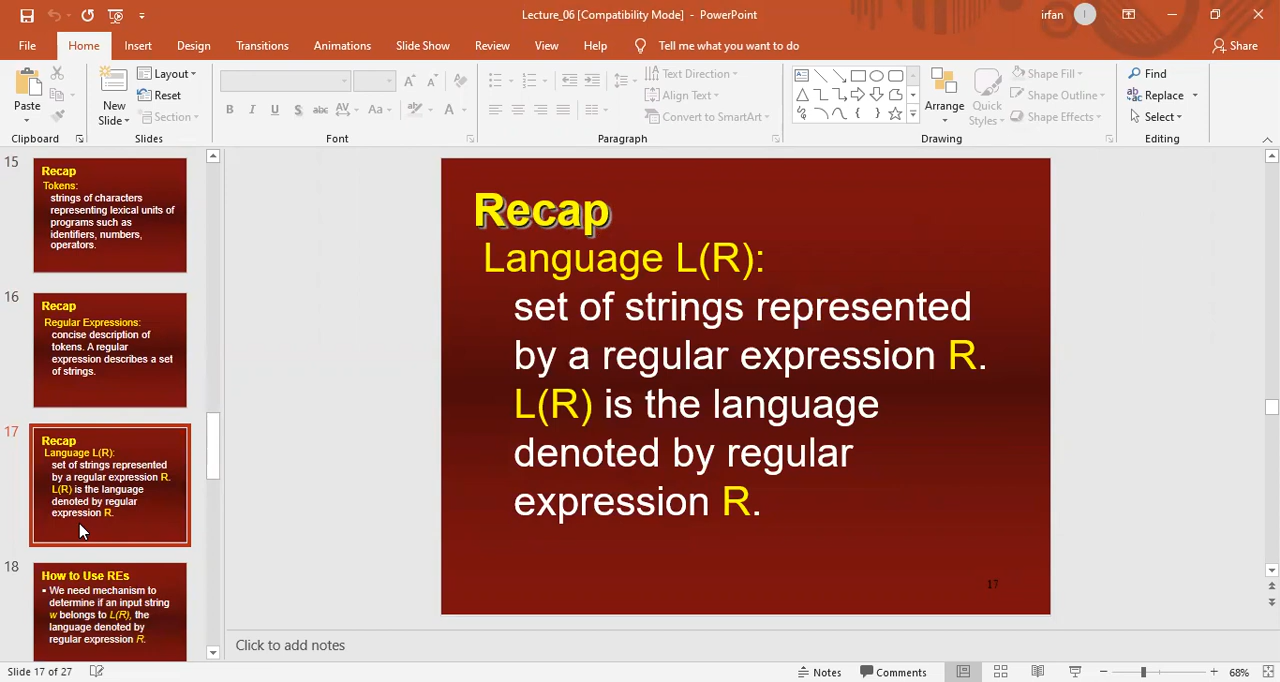 Lecture_06 [Compatibility Mode] - PowerPoint
irfan
I
File Home Insert Design Transitions Animations Slide Show Review View Help Tell me what you want to do Share
Paste
Clipboard
New
Slide
Layout
Reset
Section
Slides
B I U S abc AV Aa A
Font
Text Direction
Align Text
Convert to SmartArt
Paragraph
Arrange
Quick
Styles
Shape Fill
Shape Outline
Shape Effects
Drawing
Find
Replace
Select
Editing
15
Recap
Tokens:
strings of characters
representing lexical units of
programs such as
identifiers, numbers,
operators.
16
Recap
Regular Expressions:
concise description of
tokens. A regular
expression describes a set
of strings.
17
Recap
Language L(R):
set of strings represented
by a regular expression R.
L(R) is the language
denoted by regular
expression R.
18
How to Use REs
▪ We need mechanism to
determine if an input string
w belongs to L(R), the
language denoted by
regular expression R.
Recap
Language L(R):
set of strings represented
by a regular expression R.
L(R) is the language
denoted by regular
expression R.
17
Click to add notes
Slide 17 of 27
Notes
Comments
68%